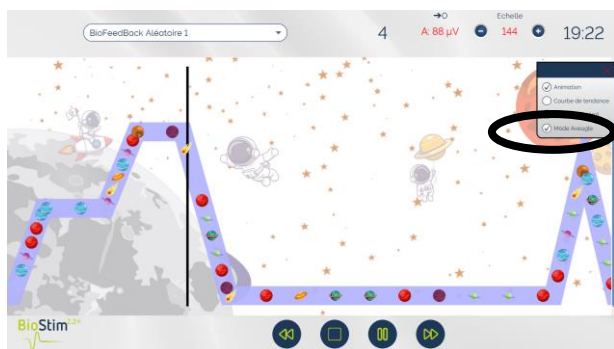 BioFeedBack Aléatoire 1
4
→O
A: 88 µV
Echelle
144
19:22
Animation
Courbe de tendance
Mode Aveugle
BioStim